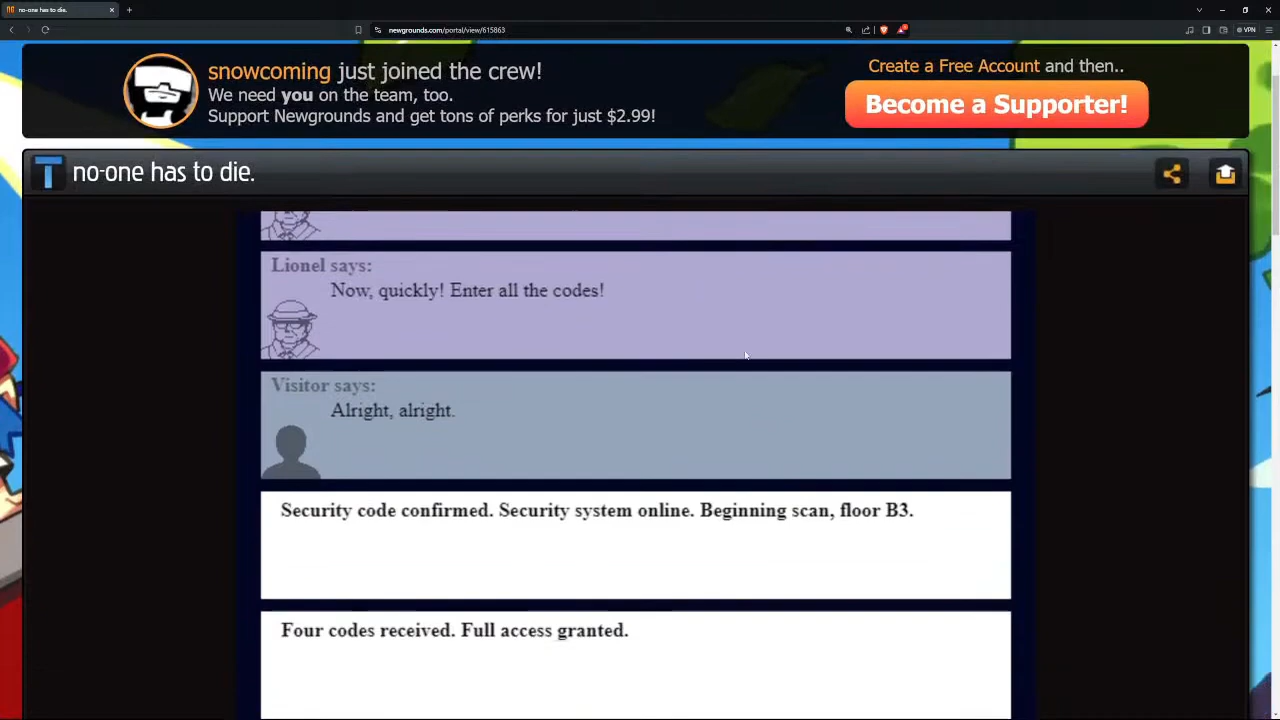 no-one has to die.
newgrounds.com/portal/view/615863
VPN
snowcoming just joined the crew!
We need you on the team, too.
Support Newgrounds and get tons of perks for just $2.99!
Create a Free Account and then..
Become a Supporter!
T
no-one has to die.
Lionel says:
Now, quickly! Enter all the codes!
Visitor says:
Alright, alright.
Security code confirmed. Security system online. Beginning scan, floor B3.
Four codes received. Full access granted.